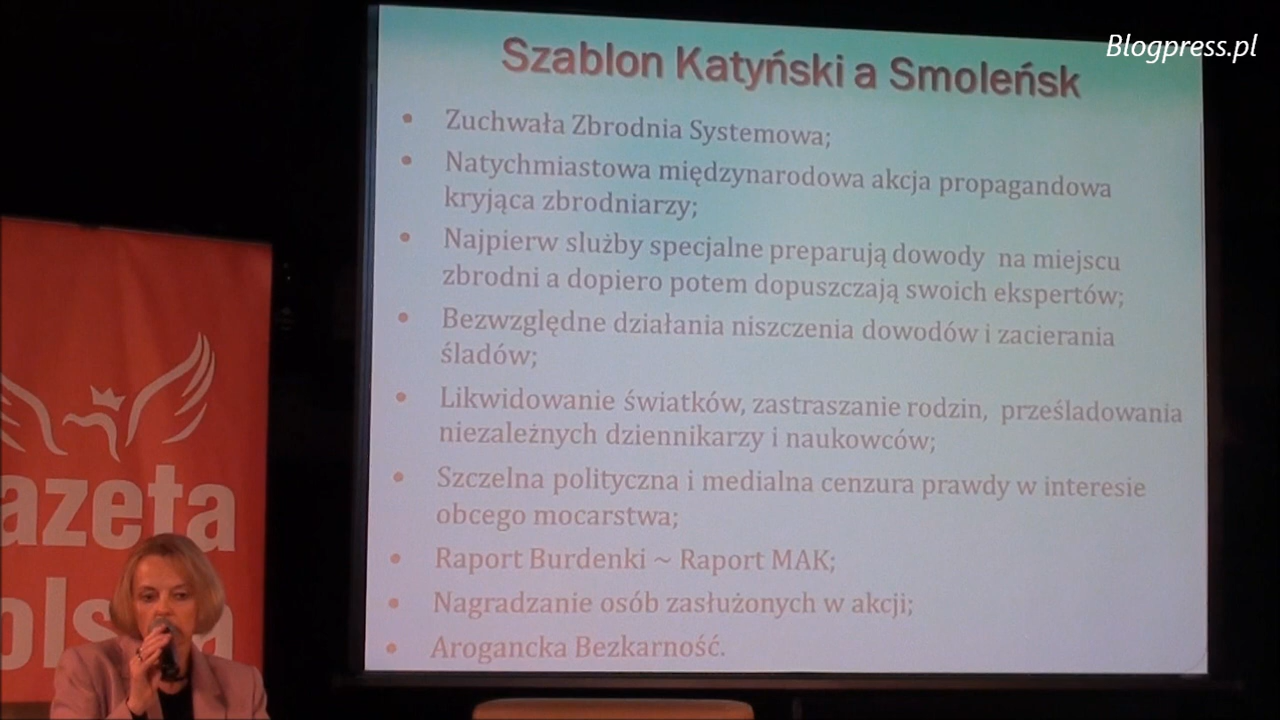 Blogpress.pl
Szablon Katyński a Smoleńsk
• Zuchwała Zbrodnia Systemowa;
• Natychmiastowa międzynarodowa akcja propagandowa
kryjąca zbrodniarzy;
• Najpierw służby specjalne preparują dowody na miejscu
zbrodni a dopiero potem dopuszczają swoich ekspertów;
• Bezwzględne działania niszczenia dowodów i zacierania
śladów;
• Likwidowanie światków, zastraszanie rodzin, prześladowania
niezależnych dziennikarzy i naukowców;
• Szczelna polityczna i medialna cenzura prawdy w interesie
obcego mocarstwa;
• Raport Burdenki ~ Raport MAK;
• Nagradzanie osób zasłużonych w akcji;
• Arogancka Bezkarność.
azeta
ols a